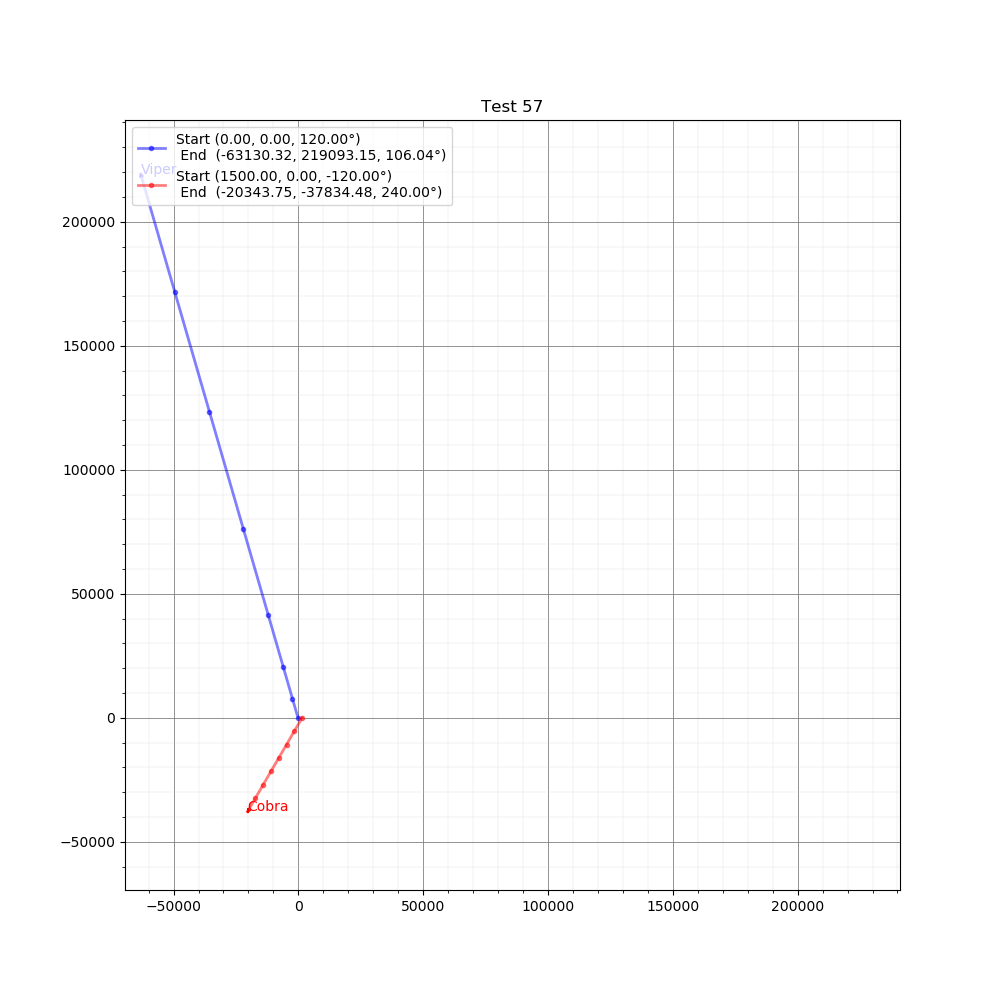 Test 57
Start (0.00, 0.00, 120.00°)
End (-63130.32, 219093.15, 106.04°)
Viper
Start (1500.00, 0.00, -120.00°)
End (-20343.75, -37834.48, 240.00°)
200000
150000
100000
50000
0
−50000
Cobra
−50000 0 50000 100000 150000 200000